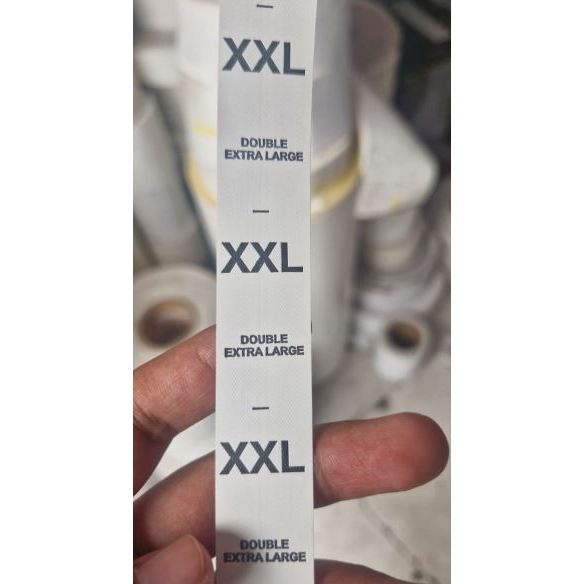 —
XXL
DOUBLE
EXTRA LARGE
—
XXL
DOUBLE
EXTRA LARGE
—
XXL
DOUBLE
EXTRA LARGE